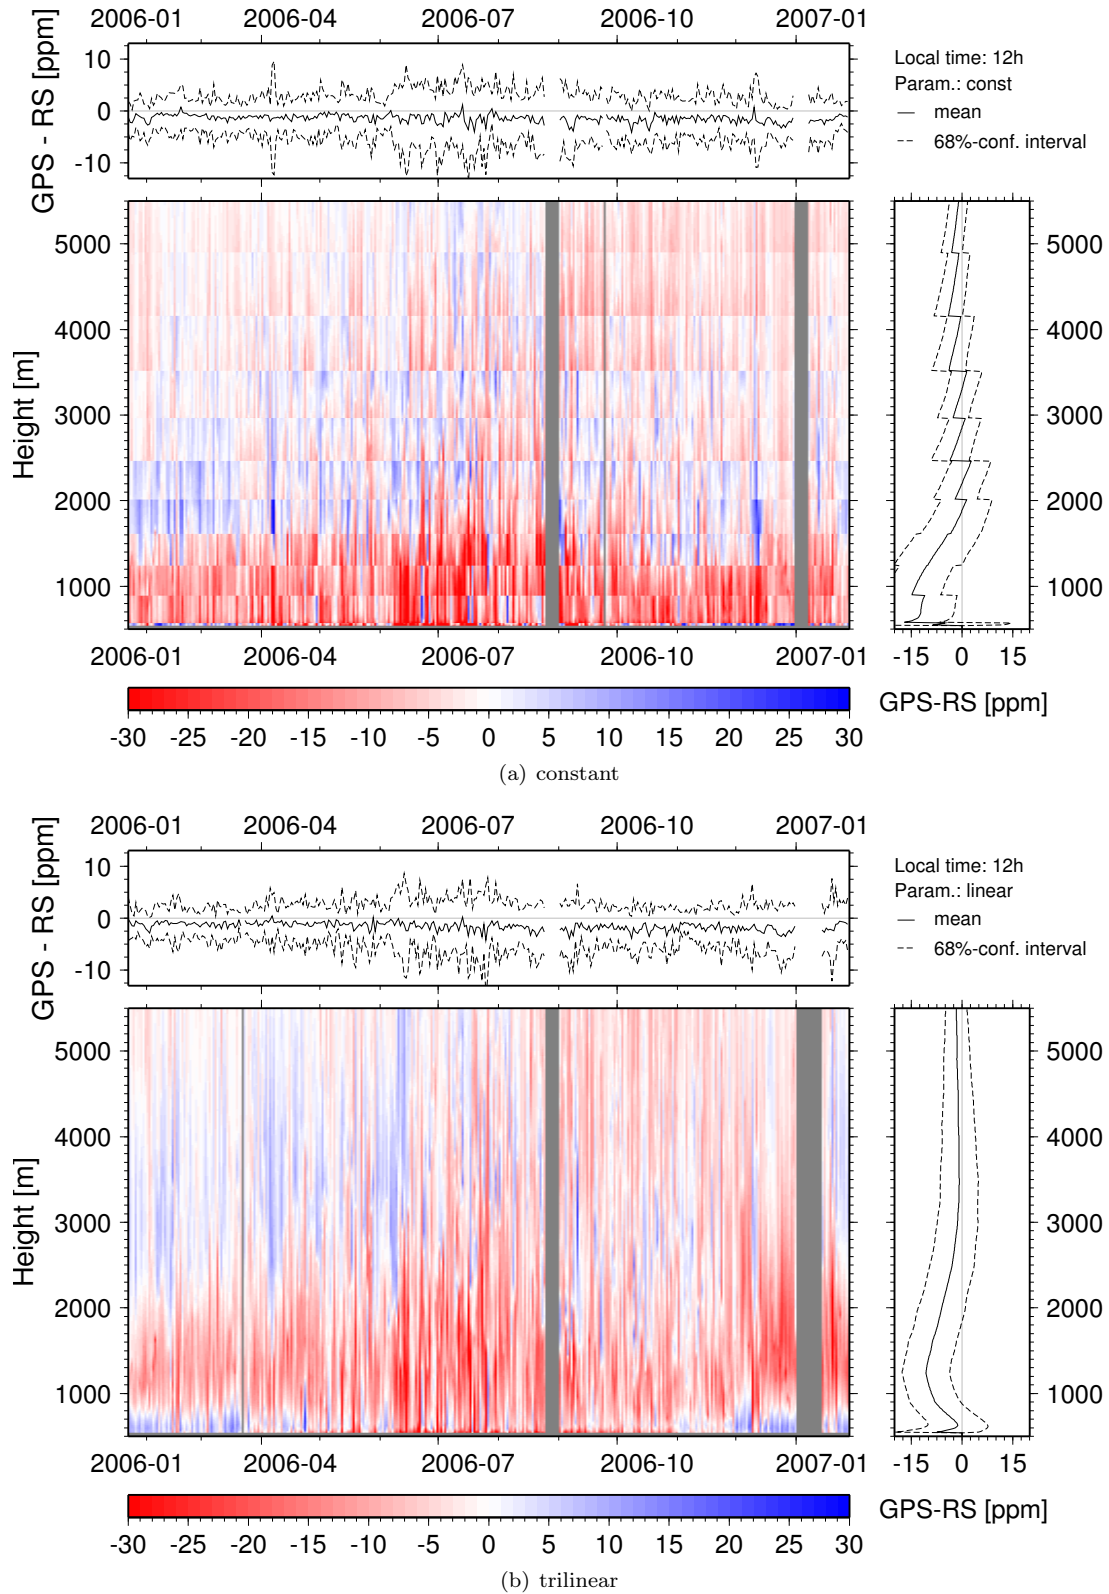 2006-01 2006-04 2006-07 2006-10 2007-01
GPS - RS [ppm]
10
0
-10
Local time: 12h
Param.: const
mean
68%-conf. interval
Height [m]
5000 5000
4000 4000
3000 3000
2000 2000
1000 1000
2006-01 2006-04 2006-07 2006-10 2007-01 -15 0 15
-30 -25 -20 -15 -10 -5 0 5 10 15 20 25 30
GPS-RS [ppm]
(a) constant
2006-01 2006-04 2006-07 2006-10 2007-01
GPS - RS [ppm]
10
0
-10
Local time: 12h
Param.: linear
mean
68%-conf. interval
Height [m]
5000 5000
4000 4000
3000 3000
2000 2000
1000 1000
2006-01 2006-04 2006-07 2006-10 2007-01 -15 0 15
-30 -25 -20 -15 -10 -5 0 5 10 15 20 25 30
GPS-RS [ppm]
(b) trilinear